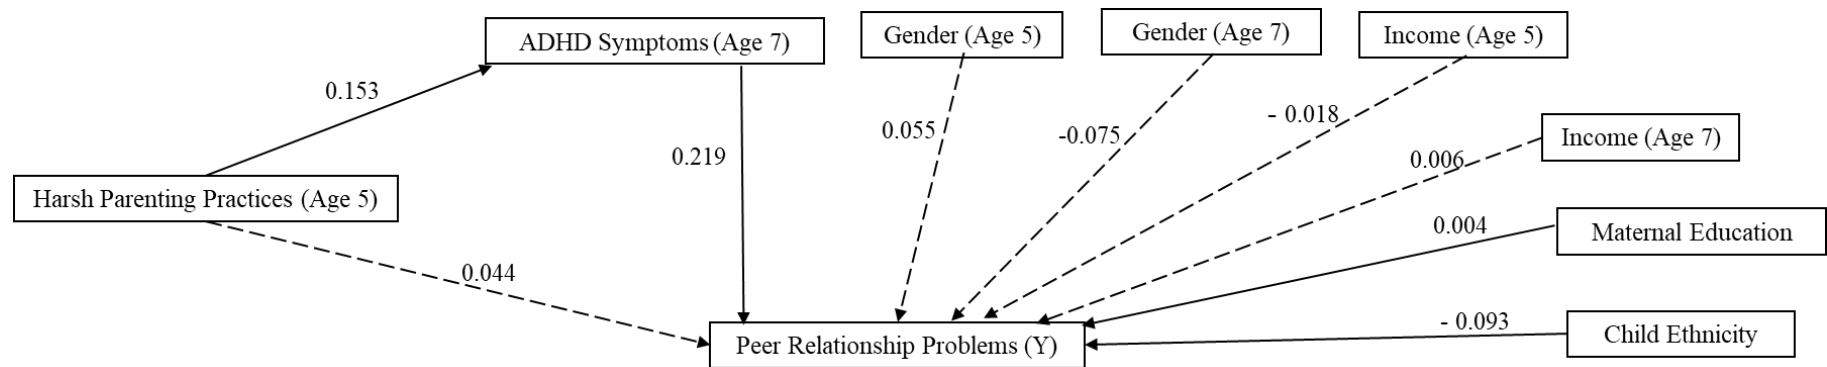 ADHD Symptoms (Age 7)
Gender (Age 5)
Gender (Age 7)
Income (Age 5)
0.153
0.055
-0.075
- 0.018
Income (Age 7)
0.219
0.006
Harsh Parenting Practices (Age 5)
0.004
Maternal Education
0.044
- 0.093
Child Ethnicity
Peer Relationship Problems (Y)